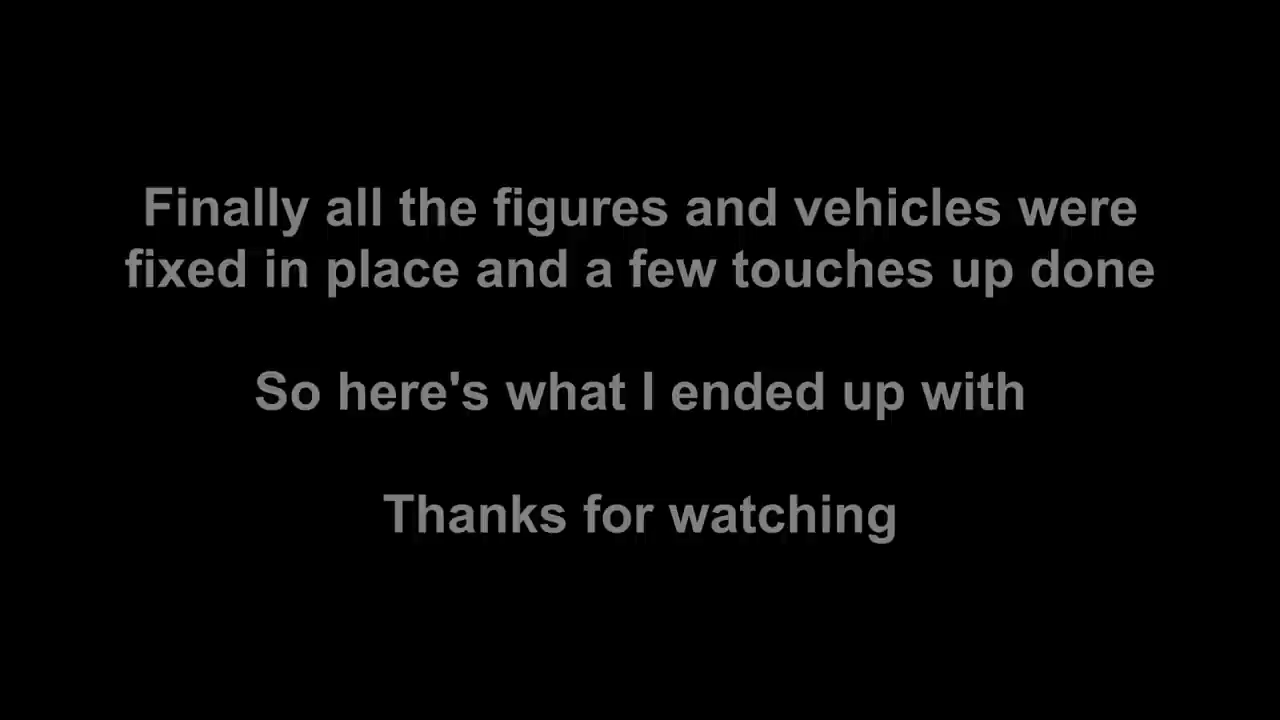 Finally all the figures and vehicles were
fixed in place and a few touches up done
So here's what I ended up with
Thanks for watching